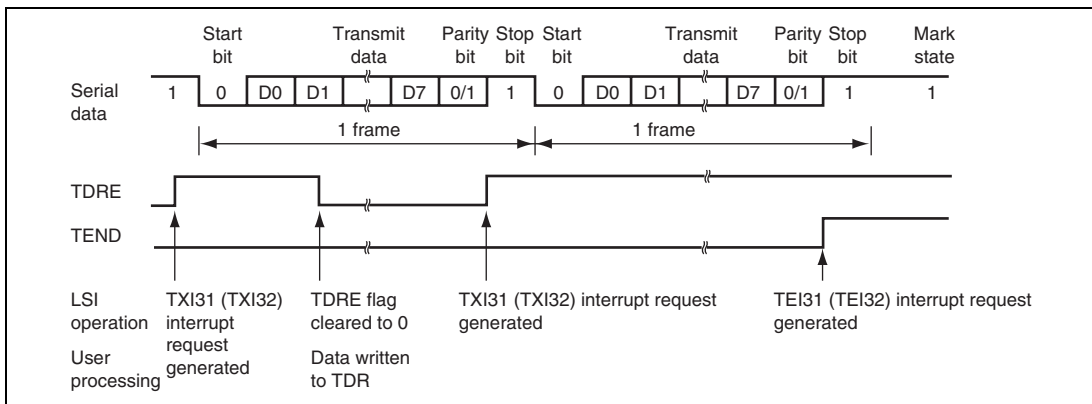 Start bit Transmit data Parity bit Stop bit Start bit Transmit data Parity bit Stop bit Mark state
Serial data 1 0 D0 D1 D7 0/1 1 0 D0 D1 D7 0/1 1 1
1 frame 1 frame
TDRE
TEND
LSI operation
TXI31 (TXI32) interrupt request generated
TDRE flag cleared to 0
TXI31 (TXI32) interrupt request generated
TEI31 (TEI32) interrupt request generated
User processing
Data written to TDR